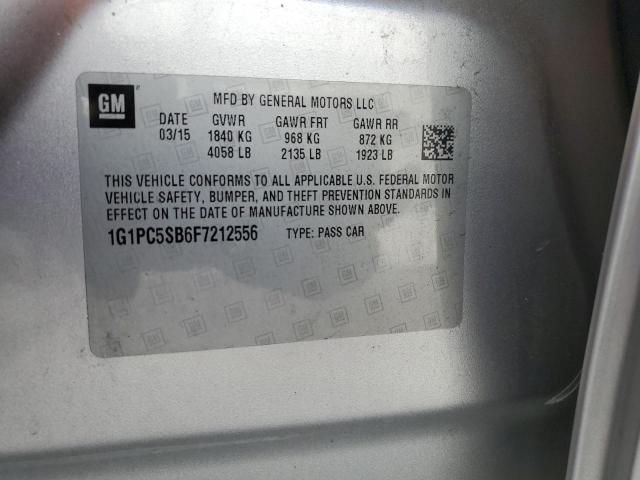 GM
MFD BY GENERAL MOTORS LLC
DATE GVWR GAWR FRT GAWR RR
03/15 1840 KG 968 KG 872 KG
4058 LB 2135 LB 1923 LB
THIS VEHICLE CONFORMS TO ALL APPLICABLE U.S. FEDERAL MOTOR
VEHICLE SAFETY, BUMPER, AND THEFT PREVENTION STANDARDS IN
EFFECT ON THE DATE OF MANUFACTURE SHOWN ABOVE.
1G1PC5SB6F7212556 TYPE: PASS CAR